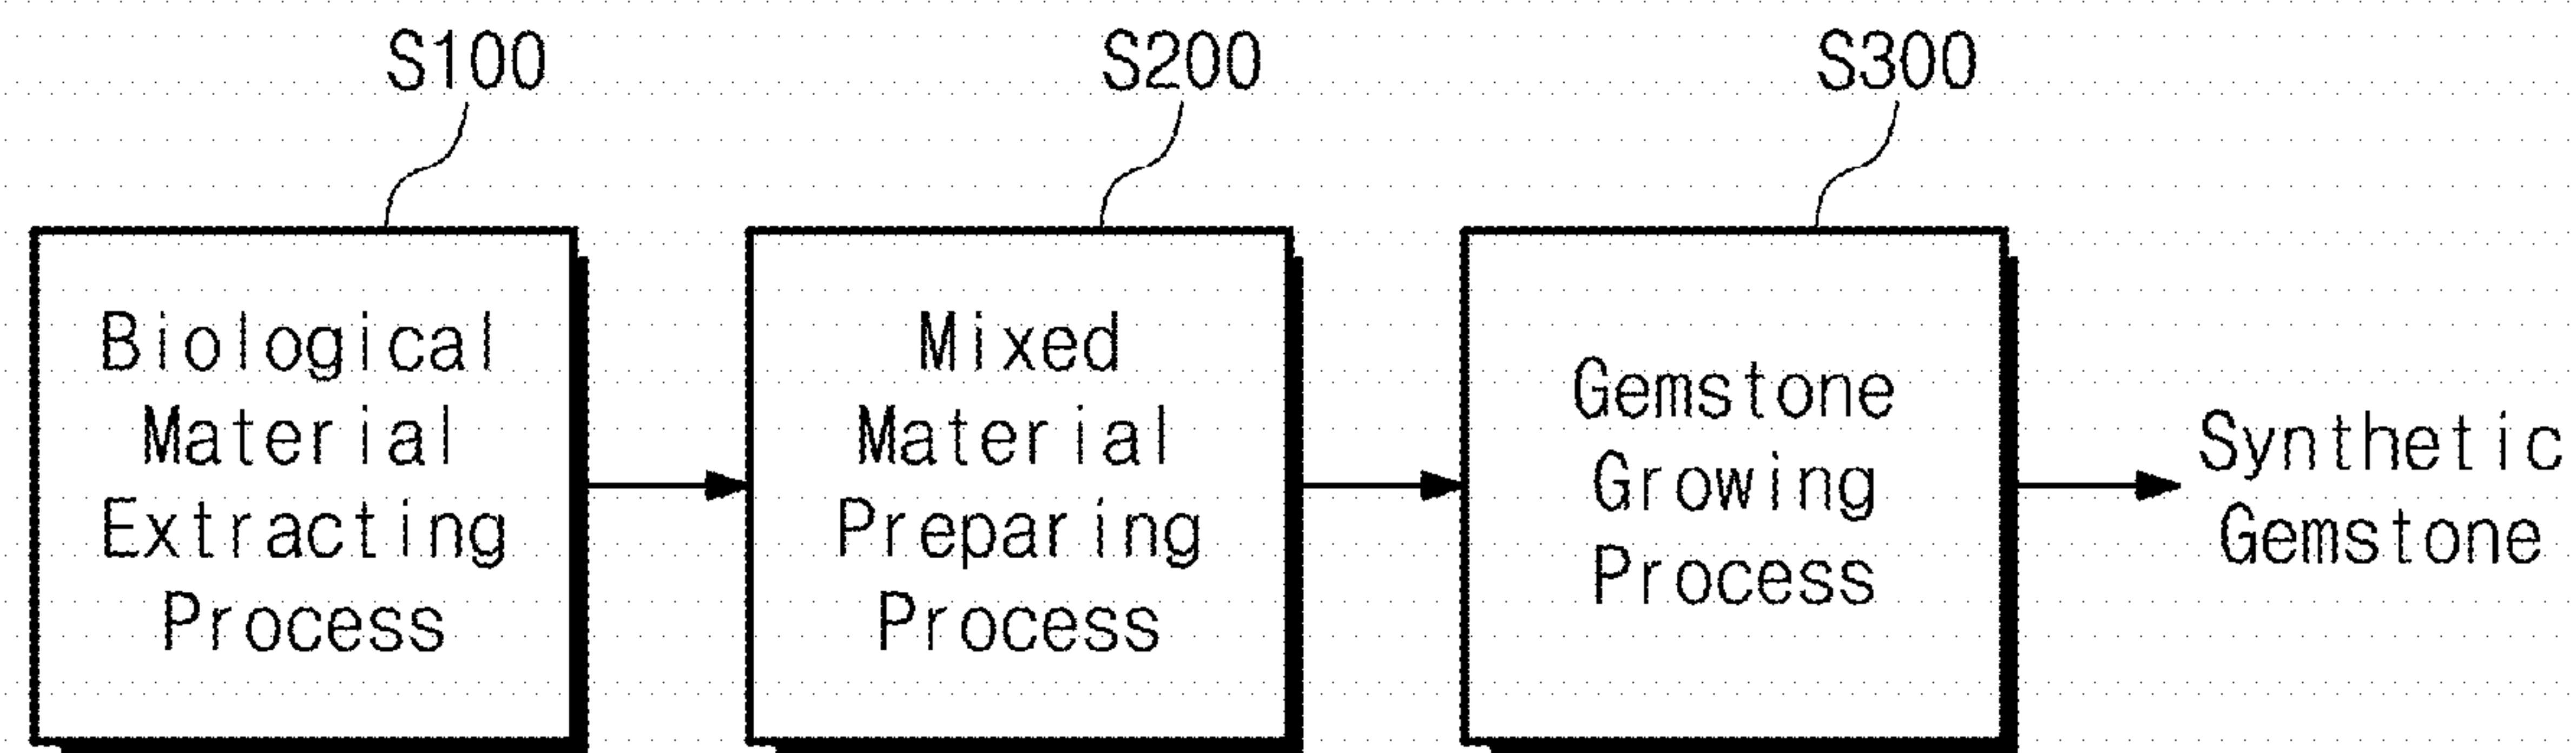 S100
S200
S300
Biological
Material
Extracting
Process
Mixed
Material
Preparing
Process
Gemstone
Growing
Process
Synthetic
Gemstone